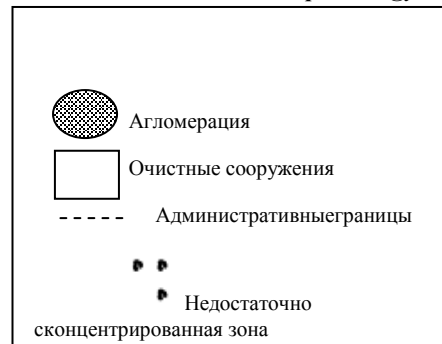 Агломерация
Очистные сооружения
Административныеграницы
Недостаточно
сконцентрированная зона